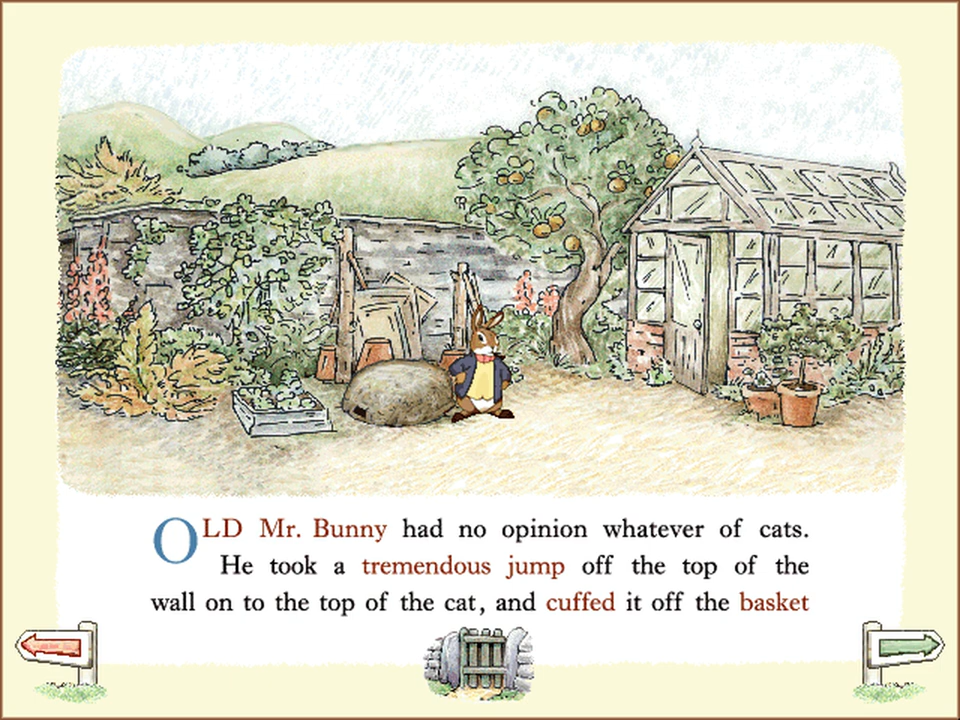 OLD Mr. Bunny had no opinion whatever of cats.
He took a tremendous jump off the top of the
wall on to the top of the cat, and cuffed it off the basket